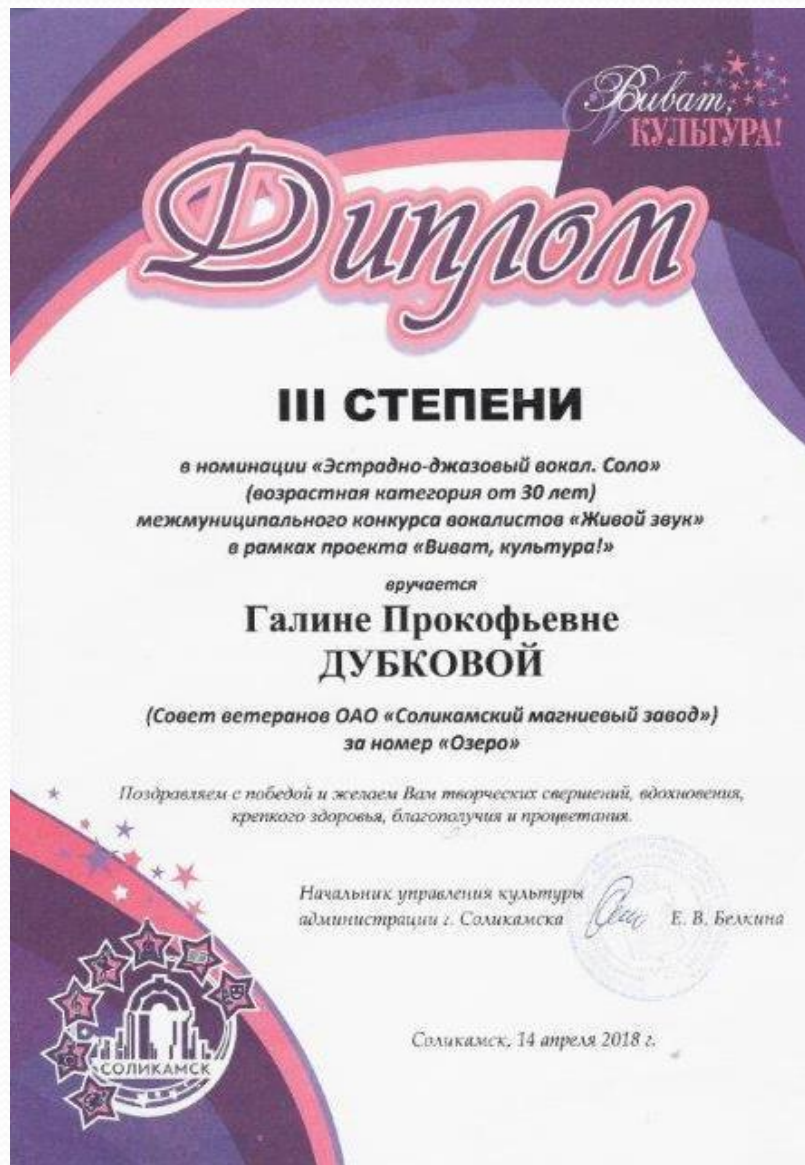 Виват,
КУЛЬТУРА!
Диплом
III СТЕПЕНИ
в номинации «Эстрадно-джазовый вокал. Соло»
(возрастная категория от 30 лет)
межмуниципального конкурса вокалистов «Живой звук»
в рамках проекта «Виват, культура!»
вручается
Галине Прокофьевне
ДУБКОВОЙ
(Совет ветеранов ОАО «Соликамский магниевый завод»)
за номер «Озеро»
Поздравляем с победой и желаем Вам творческих свершений, вдохновения,
крепкого здоровья, благополучия и процветания.
Начальник управления культуры
администрации г. Соликамска Е. В. Белкина
СОЛИКАМСК
Соликамск, 14 апреля 2018 г.